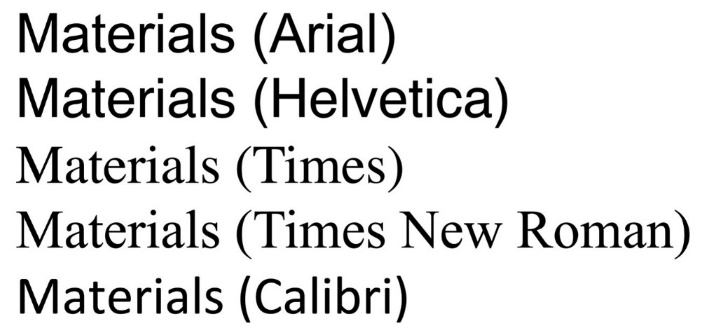 Materials (Arial)
Materials (Helvetica)
Materials (Times)
Materials (Times New Roman)
Materials (Calibri)